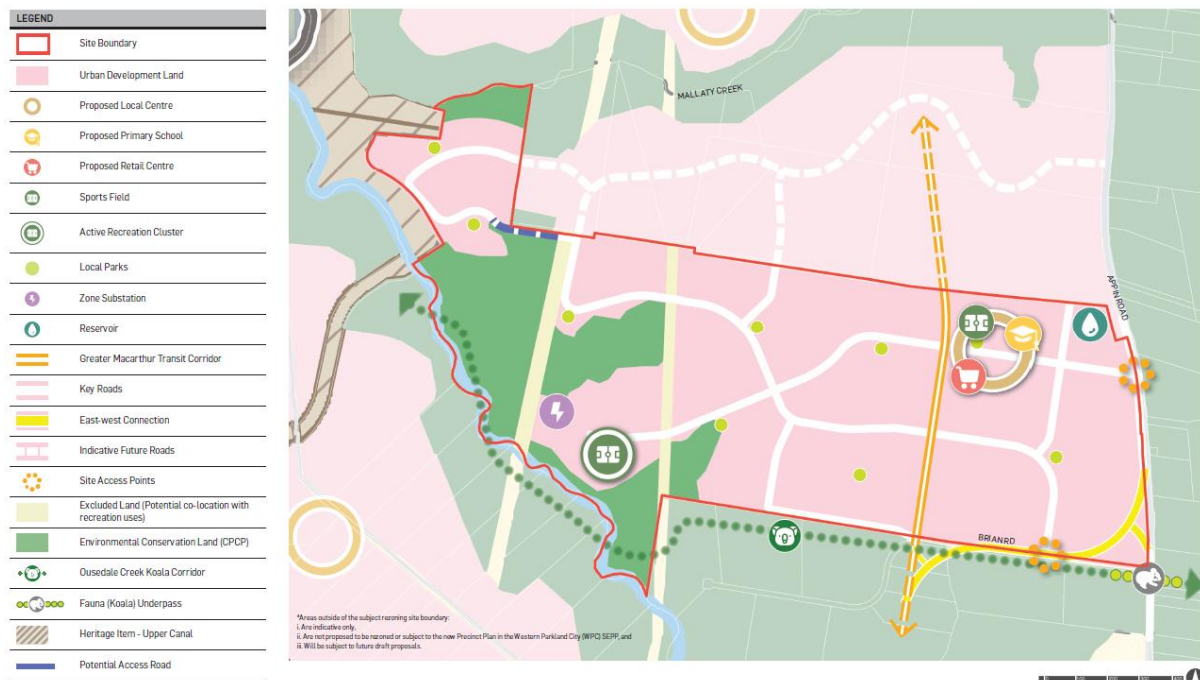 LEGEND
Site Boundary
Urban Development Land
Proposed Local Centre
Proposed Primary School
Proposed Retail Centre
Sports Field
Active Recreation Cluster
Local Parks
Zone Substation
Reservoir
Greater Macarthur Transit Corridor
Key Roads
East-west Connection
Indicative Future Roads
Site Access Points
Excluded Land (Potential co-location with
recreation uses)
Environmental Conservation Land (CPCP)
Ousedale Creek Koala Corridor
Fauna (Koala) Underpass
Heritage Item - Upper Canal
Potential Access Road
MALLATY CREEK
APPIN ROAD
BRIAN RD
*Areas outside of the subject rezoning site boundary:
i. Are indicative only,
ii. Are not proposed to be rezoned or subject to the new Precinct Plan in the Western Parkland City (WPC) SEPP, and
iii. Will be subject to future draft proposals.